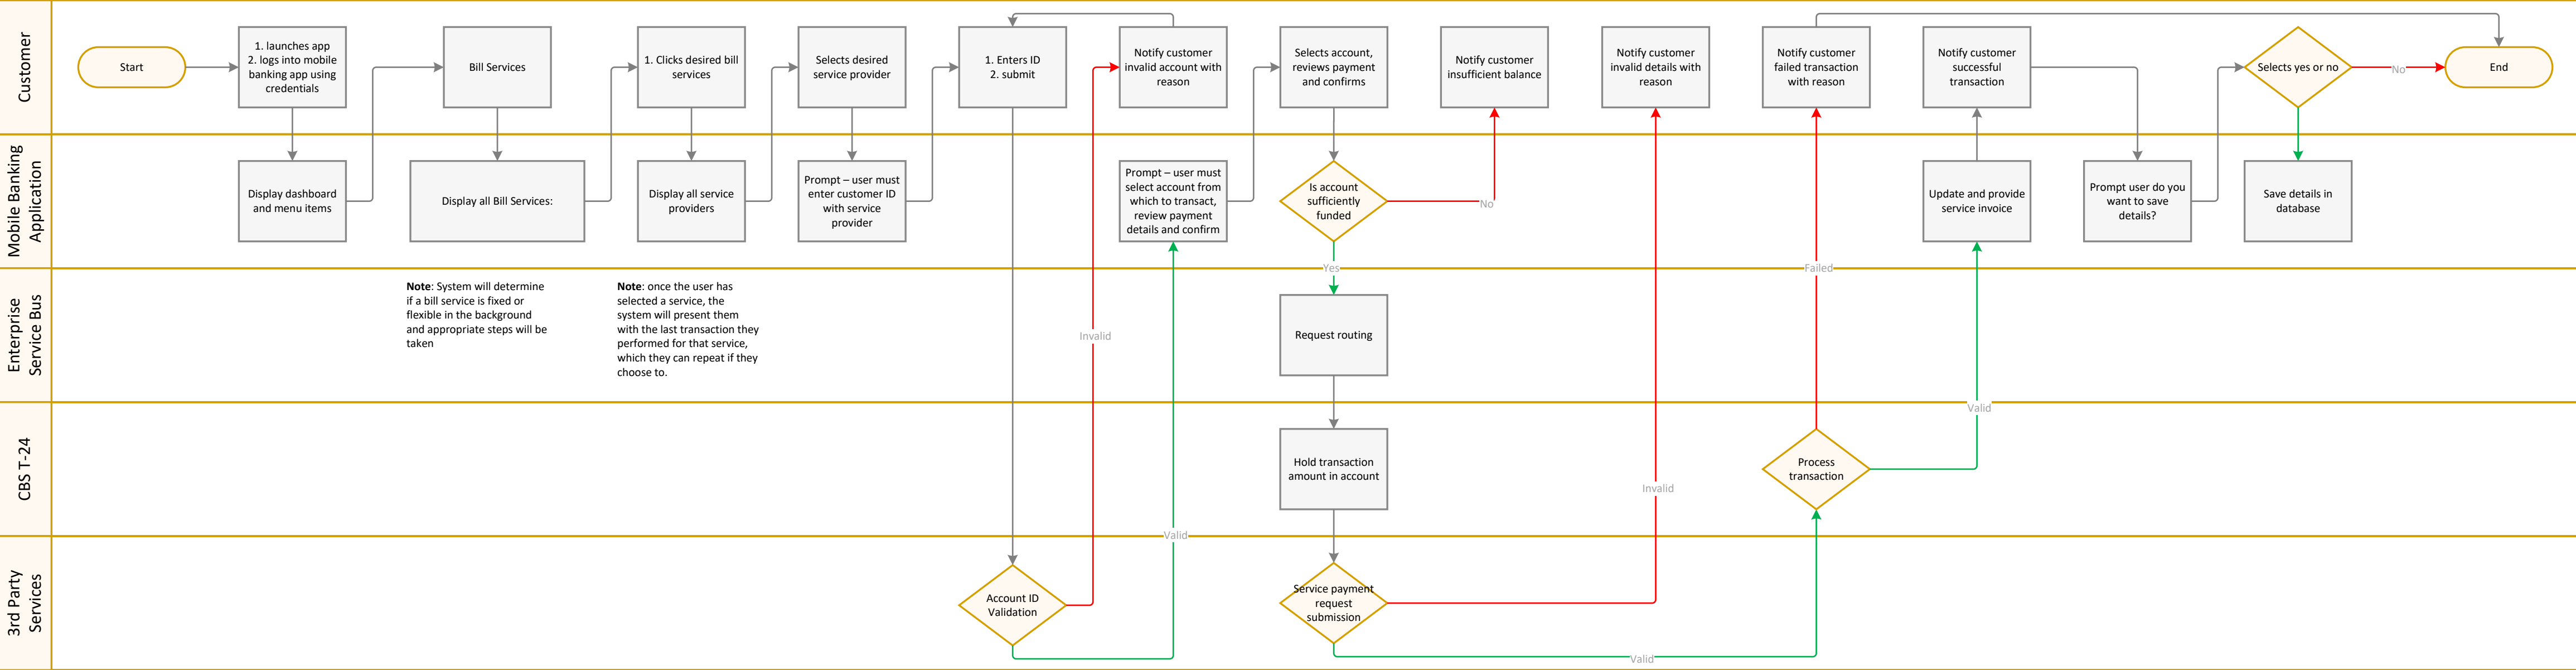 Customer
Start
1. launches app
2. logs into mobile
banking app using
credentials
Bill Services
1. Clicks desired bill
services
Selects desired
service provider
1. Enters ID
2. submit
Notify customer
invalid account with
reason
Selects account,
reviews payment
and confirms
Notify customer
insufficient balance
Notify customer
invalid details with
reason
Notify customer
failed transaction
with reason
Notify customer
successful
transaction
Selects yes or no
No
End
Mobile Banking
Application
Display dashboard
and menu items
Display all Bill Services:
Display all service
providers
Prompt – user must
enter customer ID
with service
provider
Prompt – user must
select account from
which to transact,
review payment
details and confirm
Is account
sufficiently
funded
No
Update and provide
service invoice
Prompt user do you
want to save
details?
Save details in
database
Yes
Failed
Enterprise
Service Bus
Note: System will determine
if a bill service is fixed or
flexible in the background
and appropriate steps will be
taken
Note: once the user has
selected a service, the
system will present them
with the last transaction they
performed for that service,
which they can repeat if they
choose to.
Invalid
Request routing
Valid
CBS T-24
Hold transaction
amount in account
Invalid
Process
transaction
Valid
3rd Party
Services
Account ID
Validation
Service payment
request
submission
Valid